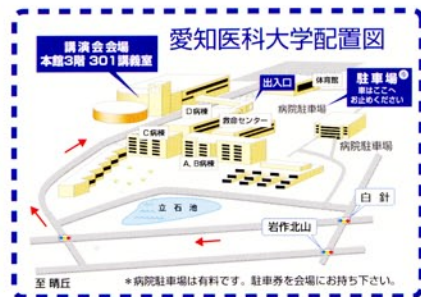 愛知医科大学配置図
講演会会場
本館3階 301講義室
出入口
体育館
駐車場
車はここへ
お止めください
病院駐車場
D病棟
救命センター
C病棟
A, B病棟
病院駐車場
立石池
白針
岩作北山
至 晴丘
＊病院駐車場は有料です。駐車券を会場にお持ち下さい。